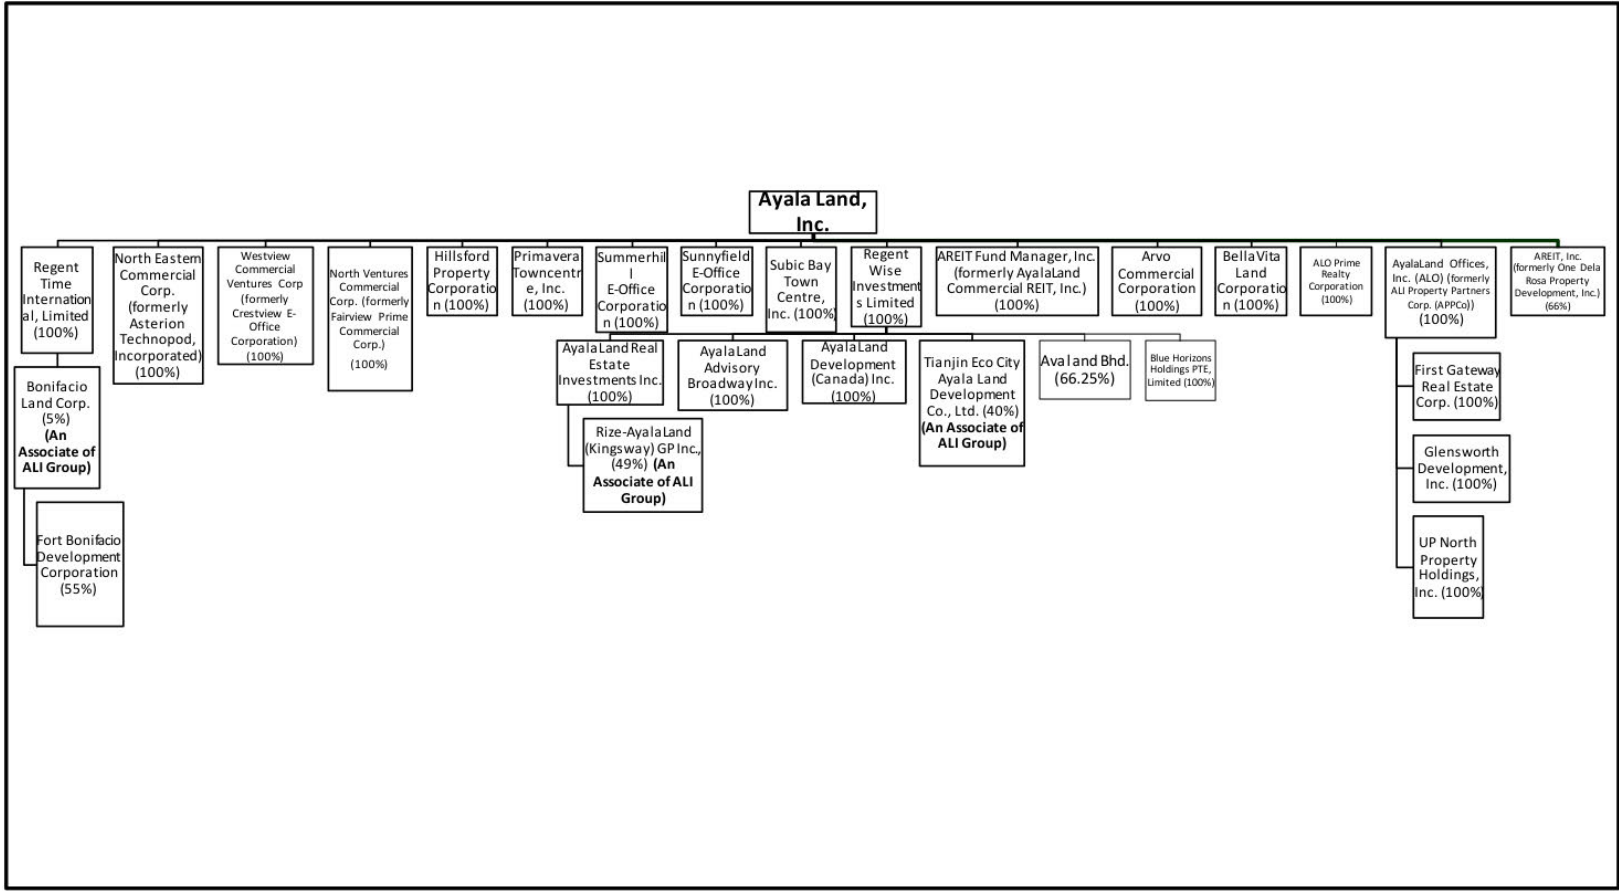 Ayala Land,
Inc.
Regent
Time
Internation
al, Limited
(100%)
North Eastern
Commercial
Corp.
(formerly
Asterion
Technopod,
Incorporated)
(100%)
Westview
Commercial
Ventures Corp
(formerly
Crestview E-
Office
Corporation)
(100%)
North Ventures
Commercial
Corp. (formerly
Fairview Prime
Commercial
Corp.)
(100%)
Hillsford
Property
Corporatio
n (100%)
Primavera
Towncentr
e, Inc.
(100%)
Summerhil
l
E-Office
Corporatio
n (100%)
Sunnyfield
E-Office
Corporatio
n (100%)
Subic Bay
Town
Centre,
Inc. (100%)
Regent
Wise
Investment
s Limited
(100%)
AREIT Fund Manager, Inc.
(formerly AyalaLand
Commercial REIT, Inc.)
(100%)
Arvo
Commercial
Corporation
(100%)
BellaVita
Land
Corporatio
n (100%)
ALO Prime
Realty
Corporation
(100%)
AyalaLand Offices,
Inc. (ALO) (formerly
ALI Property Partners
Corp. (APPCo))
(100%)
AREIT, Inc.
(formerly One Dela
Rosa Property
Development, Inc.)
(66%)
Bonifacio
Land Corp.
(5%)
(An
Associate of
ALI Group)
Fort Bonifacio
Development
Corporation
(55%)
AyalaLand Real
Estate
Investments Inc.
(100%)
Rize-AyalaLand
(Kingsway) GP Inc.,
(49%) (An
Associate of ALI
Group)
AyalaLand
Advisory
Broadway Inc.
(100%)
AyalaLand
Development
(Canada) Inc.
(100%)
Tianjin Eco City
Ayala Land
Development
Co., Ltd. (40%)
(An Associate of
ALI Group)
Avaland Bhd.
(66.25%)
Blue Horizons
Holdings PTE,
Limited (100%)
First Gateway
Real Estate
Corp. (100%)
Glensworth
Development,
Inc. (100%)
UP North
Property
Holdings,
Inc. (100%)